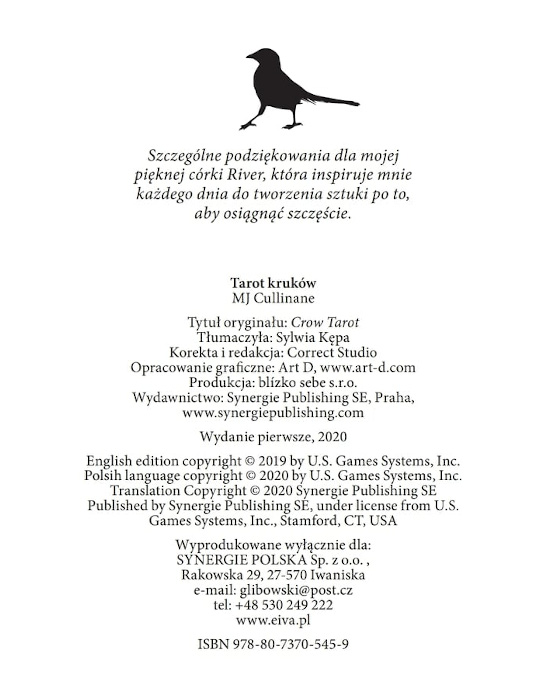 Szczególne podziękowania dla mojej
pięknej córki River, która inspiruje mnie
każdego dnia do tworzenia sztuki po to,
aby osiągnąć szczęście.
Tarot kruków
MJ Cullinane
Tytuł oryginału: Crow Tarot
Tłumaczyła: Sylwia Kępa
Korekta i redakcja: Correct Studio
Opracowanie graficzne: Art D, www.art-d.com
Produkcja: blízko sebe s.r.o.
Wydawnictwo: Synergie Publishing SE, Praha,
www.synergiepublishing.com
Wydanie pierwsze, 2020
English edition copyright © 2019 by U.S. Games Systems, Inc.
Polsih language copyright © 2020 by U.S. Games Systems, Inc.
Translation Copyright © 2020 Synergie Publishing SE
Published by Synergie Publishing SE, under license from U.S.
Games Systems, Inc., Stamford, CT, USA
Wyprodukowane wyłącznie dla:
SYNERGIE POLSKA Sp. z o.o. ,
Rakowska 29, 27-570 Iwaniska
e-mail: glibowski@post.cz
tel: +48 530 249 222
www.eiva.pl
ISBN 978-80-7370-545-9